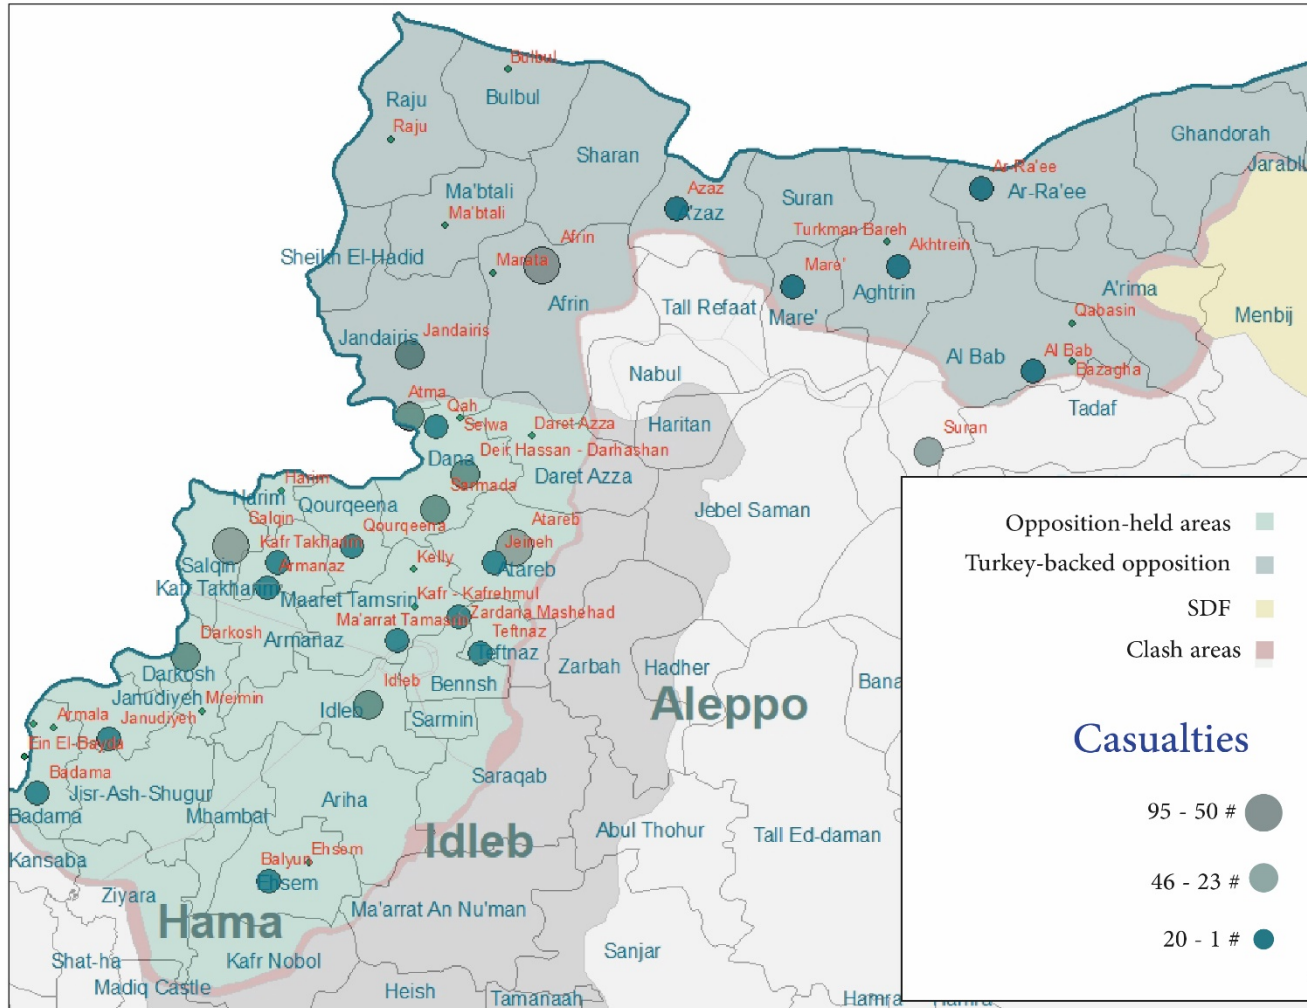 Bulbul
Raju
Bulbul
Raju
Sharan
Ghandorah
Jarablu
Ar-Ra'ee
Ar-Ra'ee
Ma'btali
Ma'btali
Azaz
A'zaz
Suran
Turkman Bareh
Akhtrein
Afrin
Sheikh El-Hadid
Marata
Mare'
Aghtrin
A'rima
Afrin
Tall Refaat
Mare'
Qabasin
Menbij
Jandairis
Jandairis
Al Bab
Al Bab
Bazagha
Nabul
Tadaf
Atma
Qah
Selwa
Daret Azza
Haritan
Suran
Deir Hassan - Darhashan
Dana
Daret Azza
Harim
Harim
Sarmada
Qourqeena
Jebel Saman
Salqin
Qourqeena
Atareb
Kafr Takharim
Jeineh
Salqin
Armanaz
Kelly
Atareb
Kafr Takharim
Maaret Tamsrin
Kafr - Kafrehmul
Zardana Mashehad
Ma'arrat Tamasrin
Darkosh
Armanaz
Teftnaz
Teftnaz
Zarbah
Hadher
Darkosh
Idleb
Bennsh
Bana
Janudiyeh
Mreimin
Armala
Janudiyeh
Idleb
Sarmin
Aleppo
Ein El-Bayda
Badama
Saraqab
Jisr-Ash-Shugur
Ariha
Badama
Mhambal
Abul Thohur
Tall Ed-daman
Idleb
Kansaba
Balyun
Ehsem
Ehsem
Ziyara
Hama
Ma'arrat An Nu'man
Sanjar
Shat-ha
Kafr Nobol
Madiq Castle
Heish
Tamanaah
Hamra
Hamra
Opposition-held areas
Turkey-backed opposition
SDF
Clash areas
Casualties
95 - 50 #
46 - 23 #
20 - 1 #